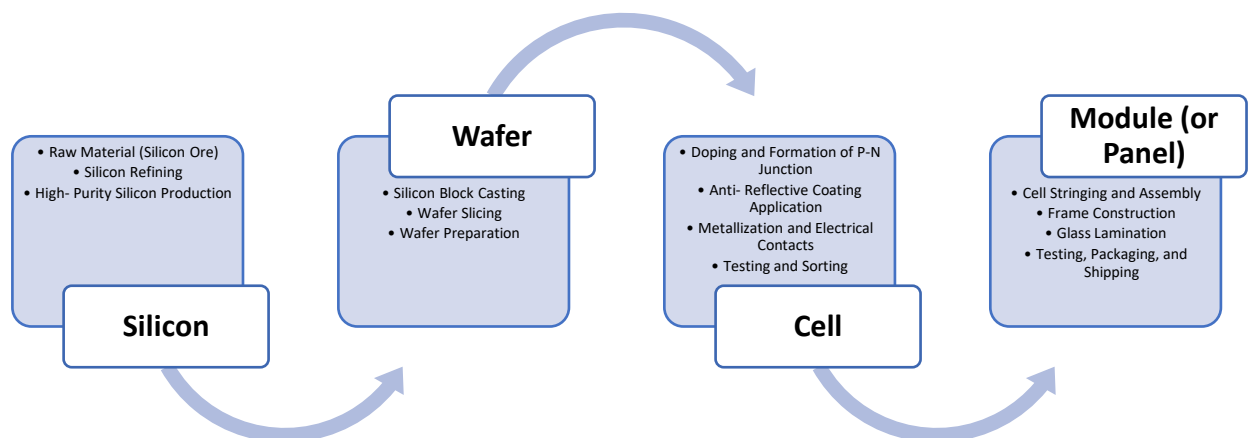 • Raw Material (Silicon Ore)
• Silicon Refining
• High- Purity Silicon Production
Silicon
Wafer
• Silicon Block Casting
• Wafer Slicing
• Wafer Preparation
• Doping and Formation of P-N
Junction
• Anti- Reflective Coating
Application
• Metallization and Electrical
Contacts
• Testing and Sorting
Cell
Module (or
Panel)
• Cell Stringing and Assembly
• Frame Construction
• Glass Lamination
• Testing, Packaging, and
Shipping